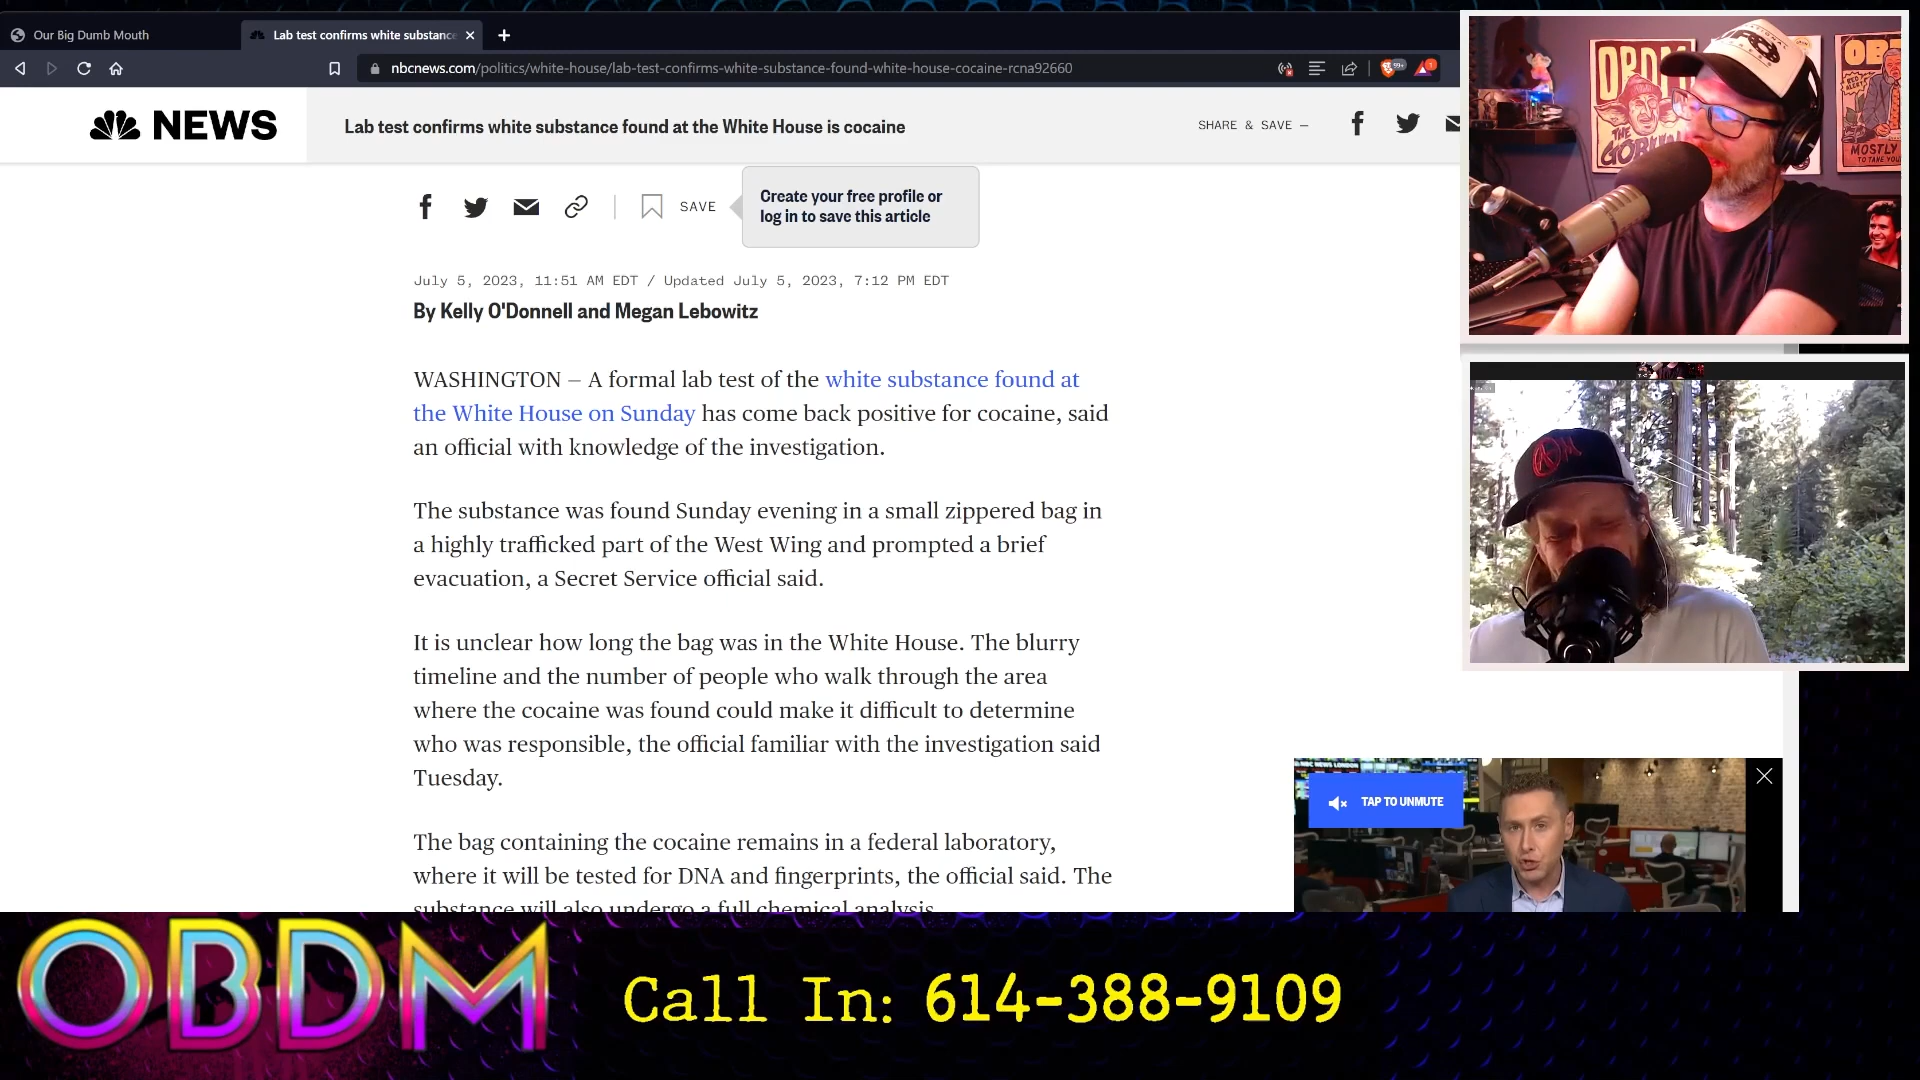 Our Big Dumb Mouth
Lab test confirms white substance
nbcnews.com/politics/white-house/lab-test-confirms-white-substance-found-white-house-cocaine-rcna92660
NEWS
Lab test confirms white substance found at the White House is cocaine
SHARE & SAVE —
SAVE
Create your free profile or
log in to save this article
July 5, 2023, 11:51 AM EDT / Updated July 5, 2023, 7:12 PM EDT
By Kelly O'Donnell and Megan Lebowitz
WASHINGTON — A formal lab test of the white substance found at
the White House on Sunday has come back positive for cocaine, said
an official with knowledge of the investigation.
The substance was found Sunday evening in a small zippered bag in
a highly trafficked part of the West Wing and prompted a brief
evacuation, a Secret Service official said.
It is unclear how long the bag was in the White House. The blurry
timeline and the number of people who walk through the area
where the cocaine was found could make it difficult to determine
who was responsible, the official familiar with the investigation said
Tuesday.
The bag containing the cocaine remains in a federal laboratory,
where it will be tested for DNA and fingerprints, the official said. The
substance will also undergo a full chemical analysis.
TAP TO UNMUTE
OBDM
THE
MOSTLY
OBDM
Call In: 614-388-9109